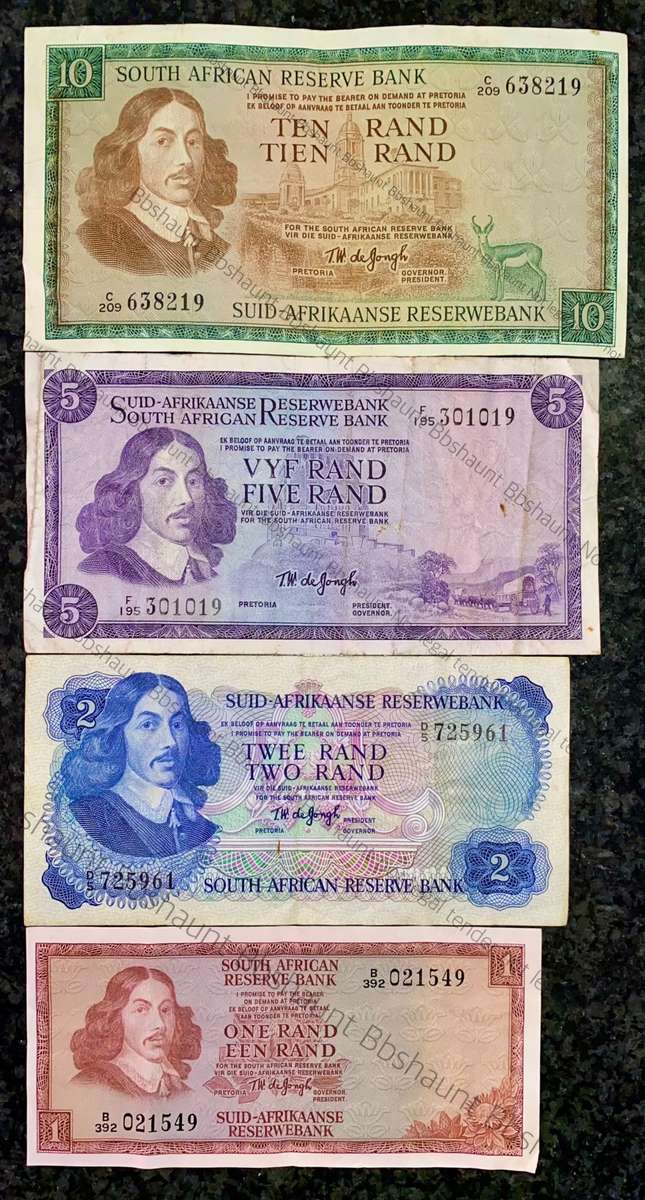 10
SOUTH AFRICAN RESERVE BANK
C/209 638219
I PROMISE TO PAY THE BEARER ON DEMAND AT PRETORIA
EK BELOOF OP AANVRAAG TE BETAAL AAN TOONDER TE PRETORIA
TEN RAND
TIEN RAND
FOR THE SOUTH AFRICAN RESERVE BANK
VIR DIE SUID-AFRIKAANSE RESERWEBANK
T.W. de Jongh
PRETORIA
GOVERNOR.
PRESIDENT.
C/209 638219
SUID-AFRIKAANSE RESERWEBANK
10
5
SUID-AFRIKAANSE RESERWEBANK
SOUTH AFRICAN RESERVE BANK
F/195 301019
5
EK BELOOF OP AANVRAAG TE BETAAL AAN TOONDER TE PRETORIA
I PROMISE TO PAY THE BEARER ON DEMAND AT PRETORIA
VYF RAND
FIVE RAND
VIR DIE SUID-AFRIKAANSE RESERWEBANK
FOR THE SOUTH AFRICAN RESERVE BANK
T.W. de Jongh
5
F/195 301019
PRETORIA
PRESIDENT.
GOVERNOR.
2
SUID-AFRIKAANSE RESERWEBANK
EK BELOOF OP AANVRAAG TE BETAAL AAN TOONDER TE PRETORIA
I PROMISE TO PAY THE BEARER ON DEMAND AT PRETORIA
D/5 725961
TWEE RAND
TWO RAND
VIR DIE SUID-AFRIKAANSE RESERWEBANK
FOR THE SOUTH AFRICAN RESERVE BANK
T.W. de Jongh
PRESIDENT
PRETORIA
GOVERNOR
D/5 725961
SOUTH AFRICAN RESERVE BANK
2
SOUTH AFRICAN
RESERVE BANK
B/392 021549
1
I PROMISE TO PAY THE BEARER
ON DEMAND AT PRETORIA
EK BELOOF OP AANVRAAG TE BETAAL
AAN TOONDER TE PRETORIA
ONE RAND
EEN RAND
FOR THE SOUTH AFRICAN RESERVE BANK
VIR DIE SUID-AFRIKAANSE RESERWEBANK
T.W. de Jongh
PRETORIA
GOVERNOR.
PRESIDENT.
1
B/392 021549
SUID-AFRIKAANSE
RESERWEBANK